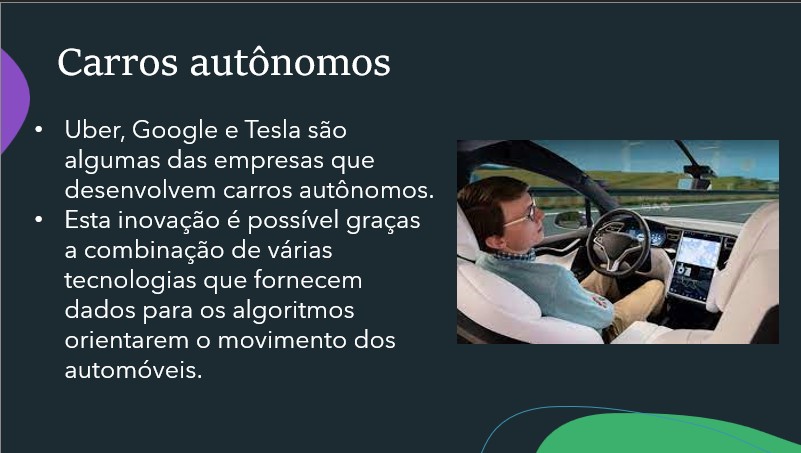 Carros autônomos
• Uber, Google e Tesla são
algumas das empresas que
desenvolvem carros autônomos.
• Esta inovação é possível graças
a combinação de várias
tecnologias que fornecem
dados para os algoritmos
orientarem o movimento dos
automóveis.